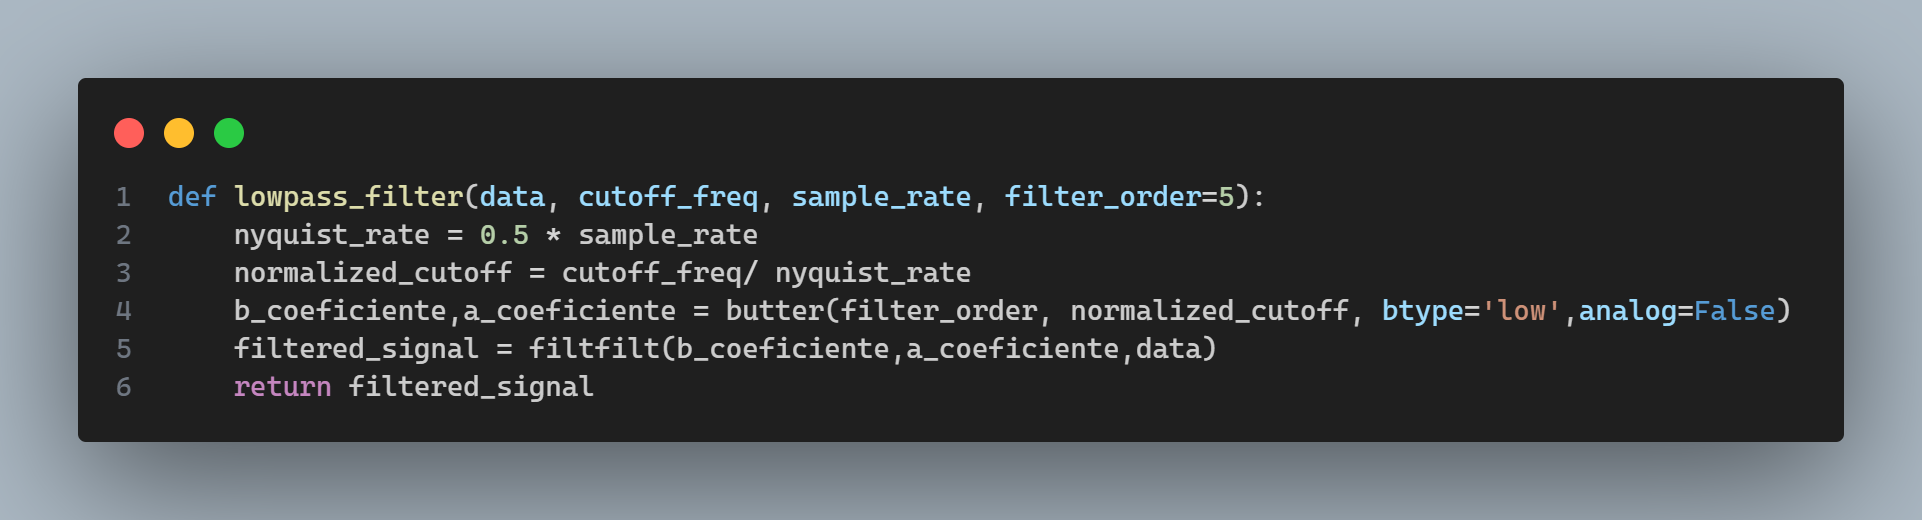 1 def lowpass_filter(data, cutoff_freq, sample_rate, filter_order=5):
2     nyquist_rate = 0.5 * sample_rate
3     normalized_cutoff = cutoff_freq/ nyquist_rate
4     b_coeficiente,a_coeficiente = butter(filter_order, normalized_cutoff, btype='low',analog=False)
5     filtered_signal = filtfilt(b_coeficiente,a_coeficiente,data)
6     return filtered_signal